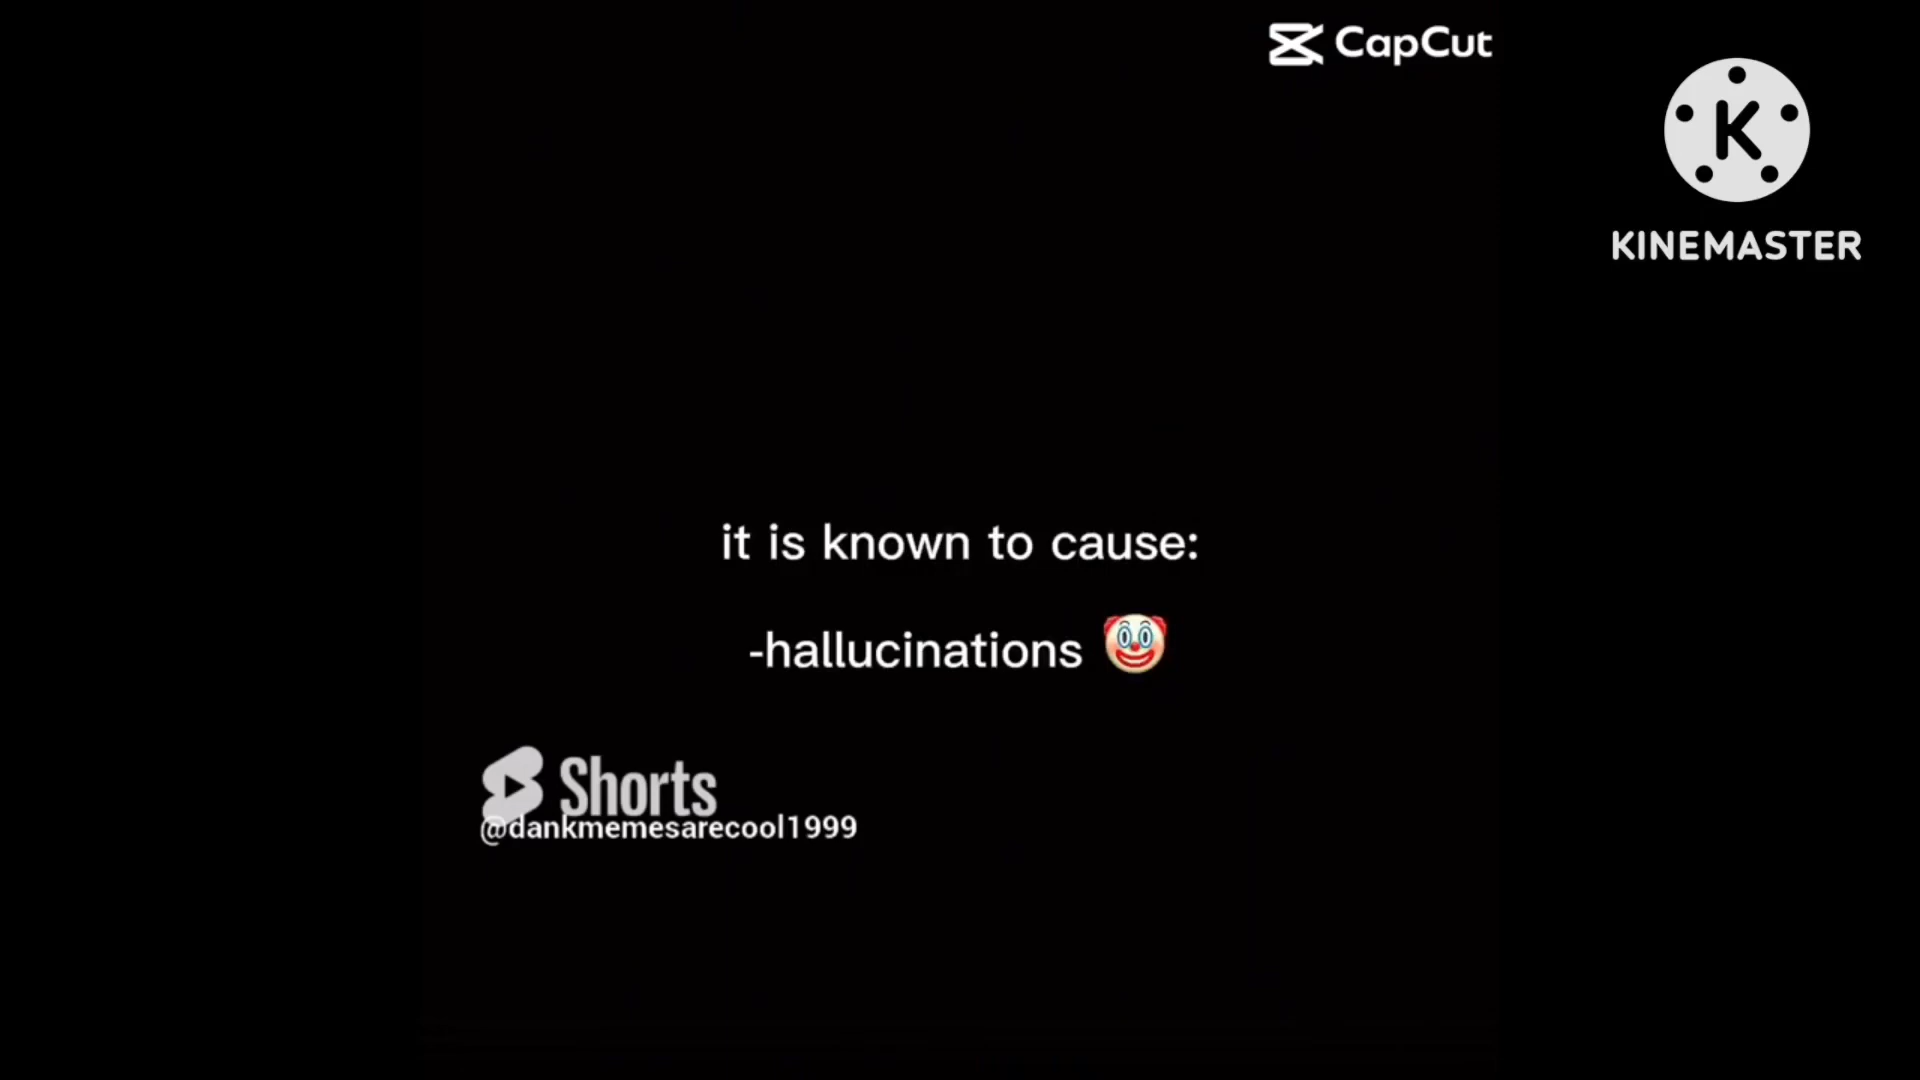 CapCut
K
KINEMASTER
it is known to cause:
-hallucinations 🤡
Shorts
@dankmemesarecool1999